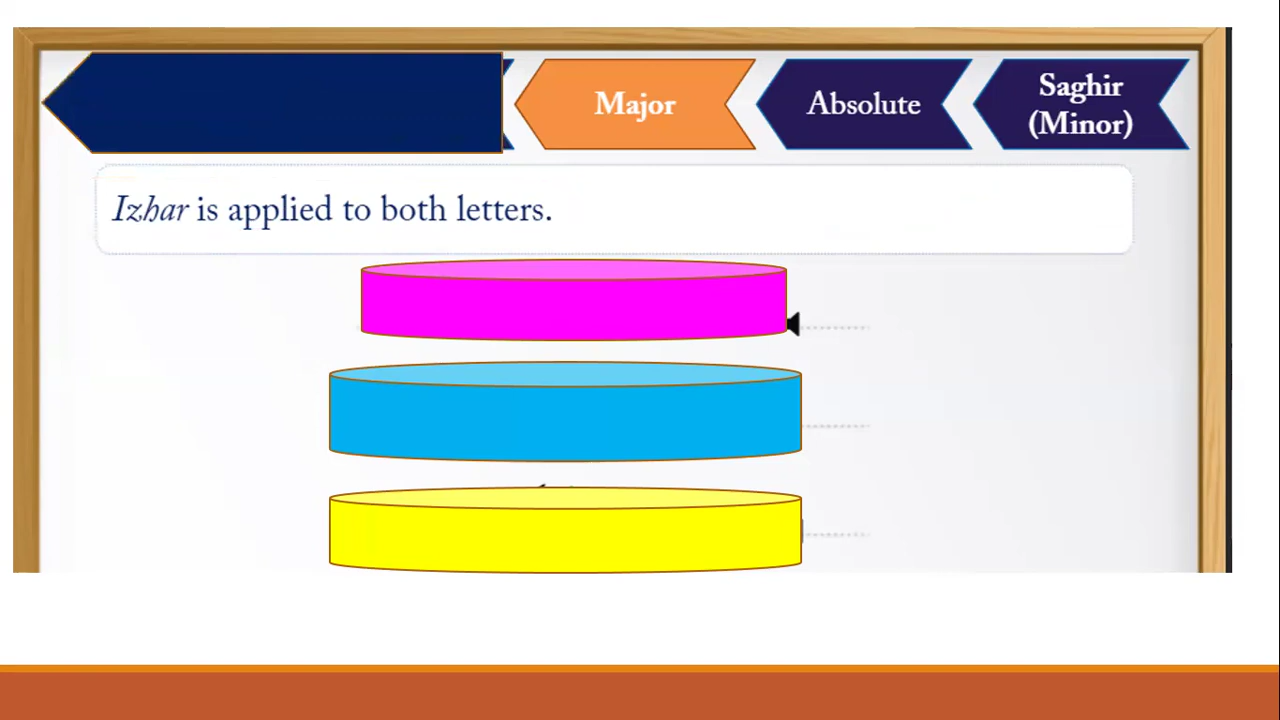 Major
Absolute
Saghir
(Minor)
Izhar is applied to both letters.